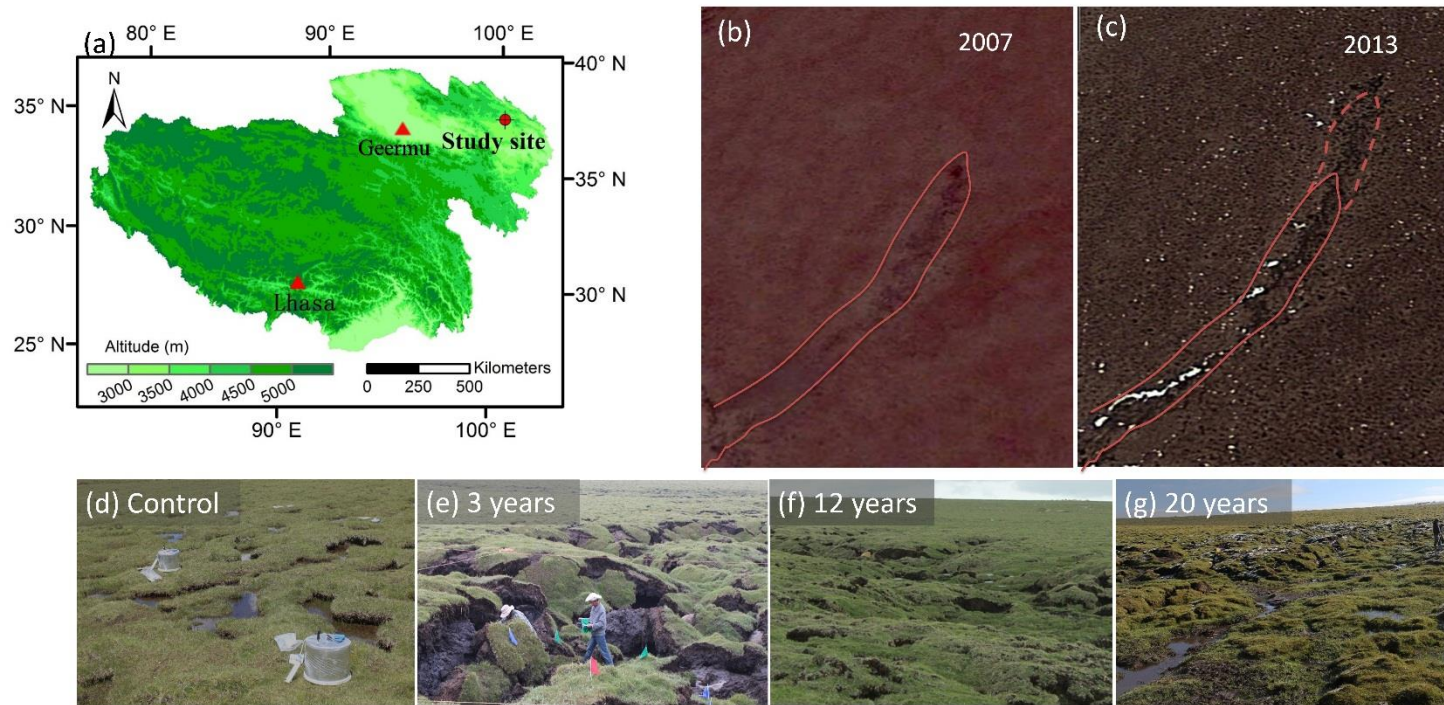 (a)
80° E 90° E 100° E
40° N
N
35° N
Geermu
Study site
35° N
30° N
Lhasa
30° N
25° N
Altitude (m)
3000 3500 4000 4500 5000
Kilometers
0 250 500
90° E 100° E
(b) 2007
(c) 2013
(d) Control
(e) 3 years
(f) 12 years
(g) 20 years